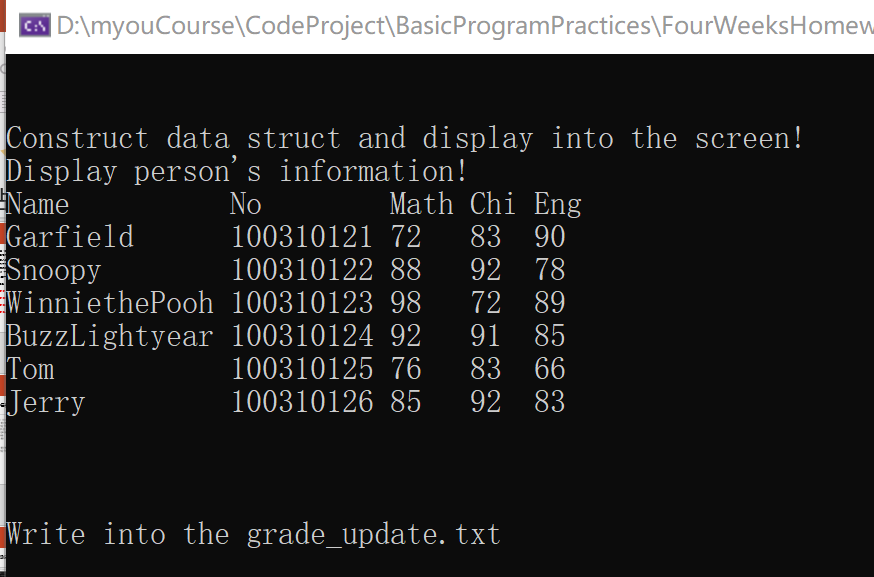 D:\myouCourse\CodeProject\BasicProgramPractices\FourWeeksHomew
Construct data struct and display into the screen!
Display person's information!
Name No Math Chi Eng
Garfield 100310121 72 83 90
Snoopy 100310122 88 92 78
WinniethePooh 100310123 98 72 89
BuzzLightyear 100310124 92 91 85
Tom 100310125 76 83 66
Jerry 100310126 85 92 83
Write into the grade_update.txt